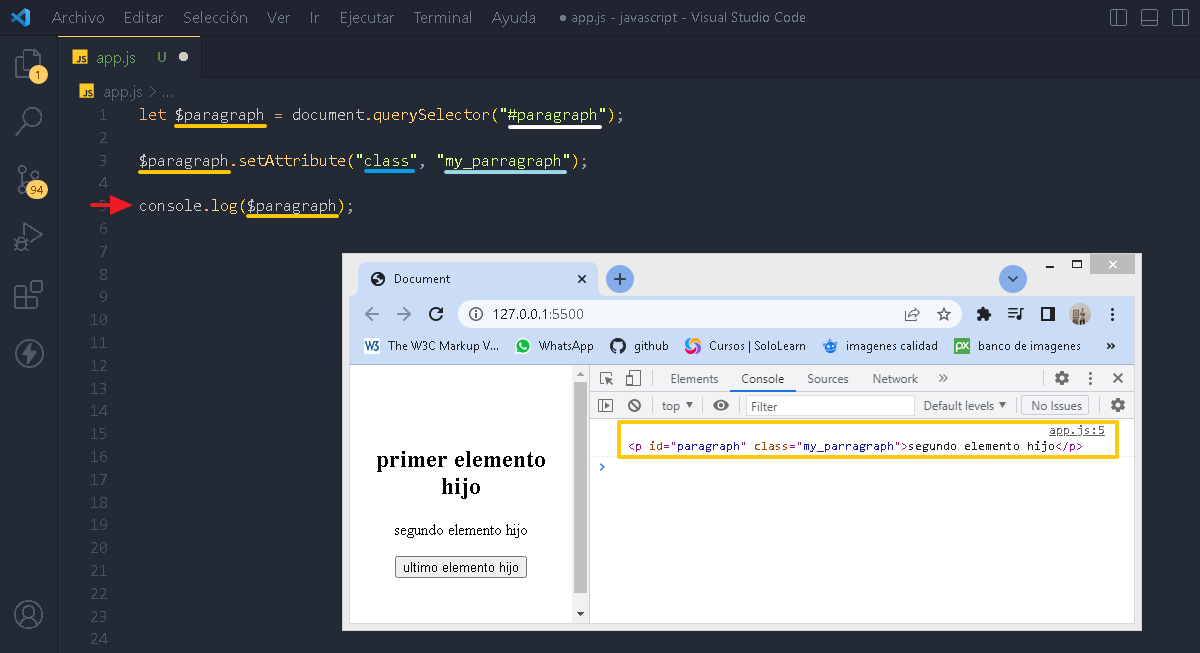 Archivo Editar Selección Ver Ir Ejecutar Terminal Ayuda ● app.js - javascript - Visual Studio Code
JS app.js U ●
JS app.js > ...
1 let $paragraph = document.querySelector("#paragraph");
2
3 $paragraph.setAttribute("class", "my_parragraph");
4
5 console.log($paragraph);
6
7
8
9
10
11
12
13
14
15
16
17
18
19
20
21
22
23
24
1
94
Document
127.0.0.1:5500
W3 The W3C Markup V... WhatsApp github Cursos | SoloLearn imagenes calidad px banco de imagenes »
Elements Console Sources Network »
top ▼ Filter Default levels ▼ No Issues
app.js:5
<p id="paragraph" class="my_parragraph">segundo elemento hijo</p>
>
primer elemento
hijo
segundo elemento hijo
ultimo elemento hijo